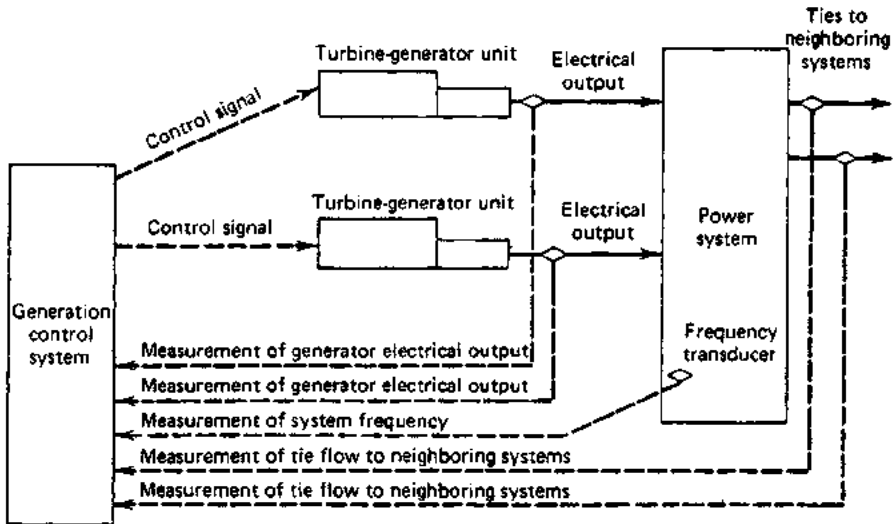 Ties to
neighboring
systems
Turbine-generator unit
Electrical
output
Control signal
Turbine-generator unit
Electrical
output
Control signal
Power
system
Generation
control
system
Frequency
transducer
Measurement of generator electrical output
Measurement of generator electrical output
Measurement of system frequency
Measurement of tie flow to neighboring systems
Measurement of tie flow to neighboring systems